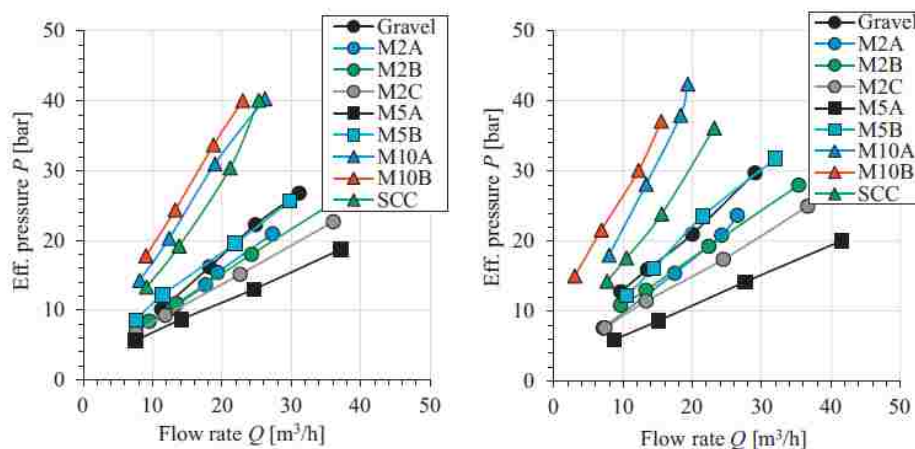 50
40
30
20
10
0
Eff. pressure P [bar]
0 10 20 30 40 50
Flow rate Q [m³/h]
Gravel
M2A
M2B
M2C
M5A
M5B
M10A
M10B
SCC
50
40
30
20
10
0
Eff. pressure P [bar]
0 10 20 30 40 50
Flow rate Q [m³/h]
Gravel
M2A
M2B
M2C
M5A
M5B
M10A
M10B
SCC